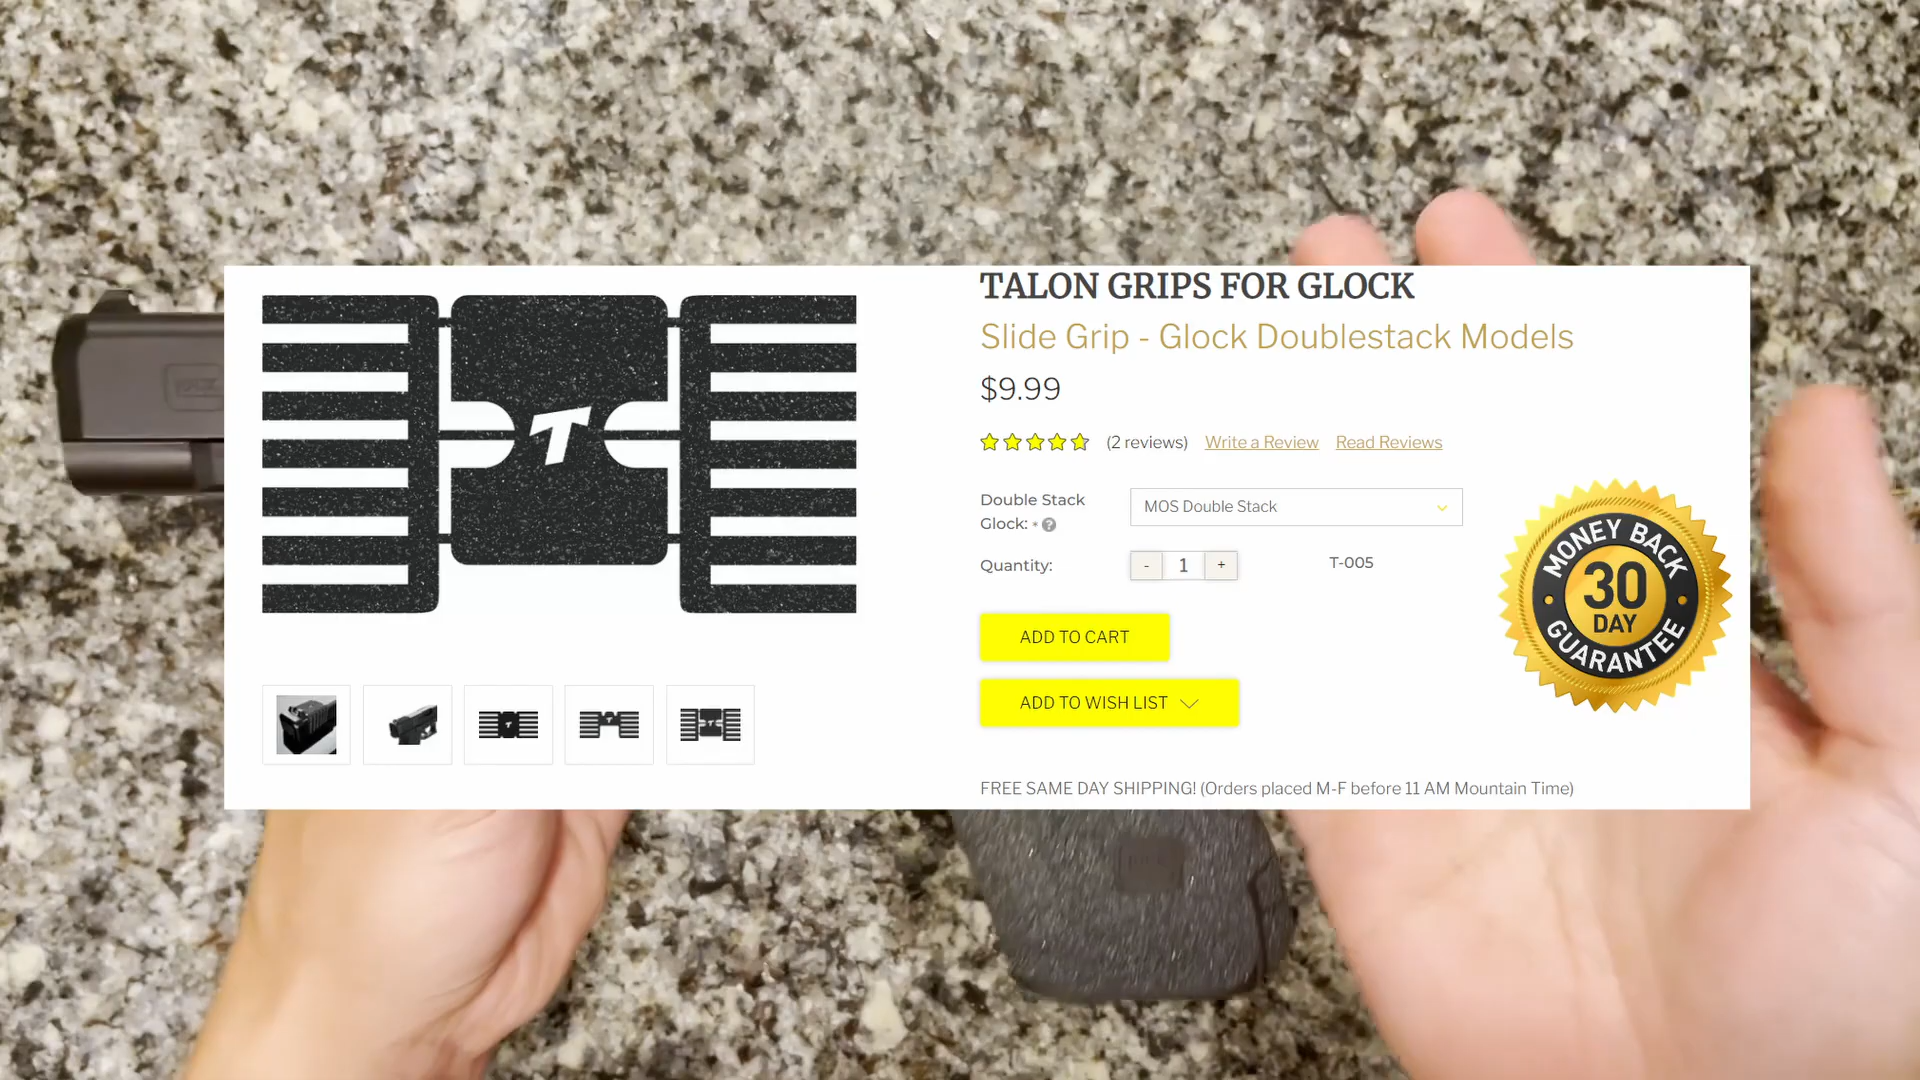 TALON GRIPS FOR GLOCK
Slide Grip - Glock Doublestack Models
$9.99
(2 reviews) Write a Review Read Reviews
Double Stack
Glock: * ?
MOS Double Stack
Quantity:
- 1 +
T-005
MONEY BACK
30
DAY
GUARANTEE
ADD TO CART
ADD TO WISH LIST
FREE SAME DAY SHIPPING! (Orders placed M-F before 11 AM Mountain Time)
T